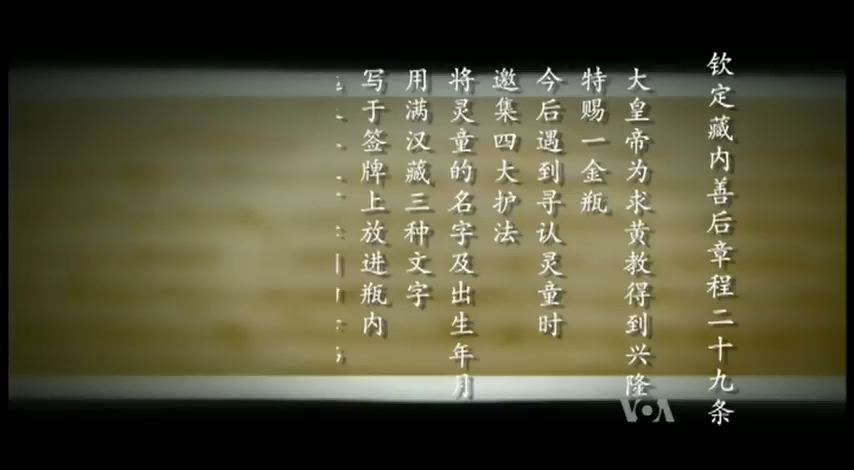 钦定藏内善后章程二十九条
大皇帝为求黄教得到兴隆
特赐一金瓶
今后遇到寻认灵童时
邀集四大护法
将灵童的名字及出生年月
用满汉藏三种文字
写于签牌上放进瓶内
VOA